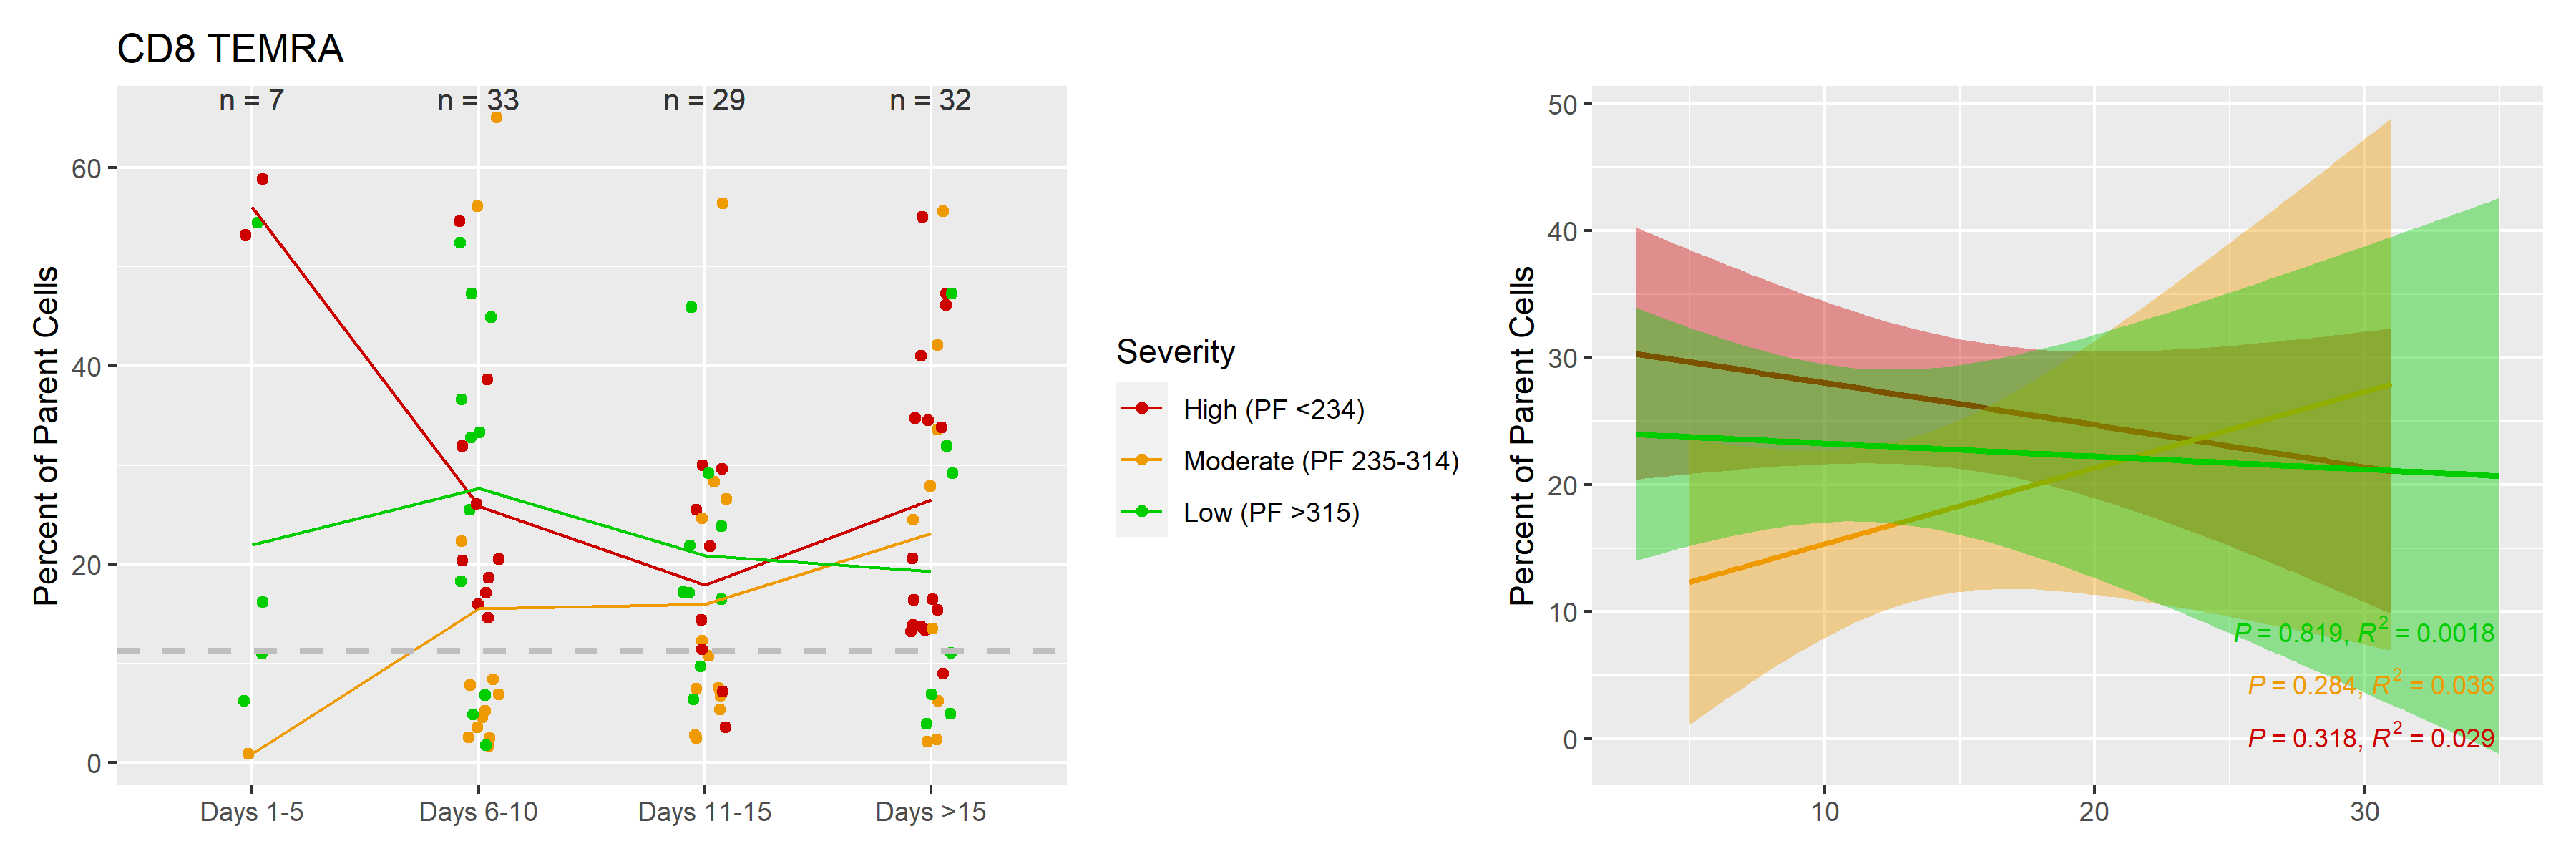 CD8 TEMRA
n = 7 n = 33 n = 29 n = 32
Percent of Parent Cells
60
40
20
0
Days 1-5 Days 6-10 Days 11-15 Days >15
Severity
High (PF <234)
Moderate (PF 235-314)
Low (PF >315)
Percent of Parent Cells
50
40
30
20
10
0
P = 0.819, R² = 0.0018
P = 0.284, R² = 0.036
P = 0.318, R² = 0.029
10 20 30